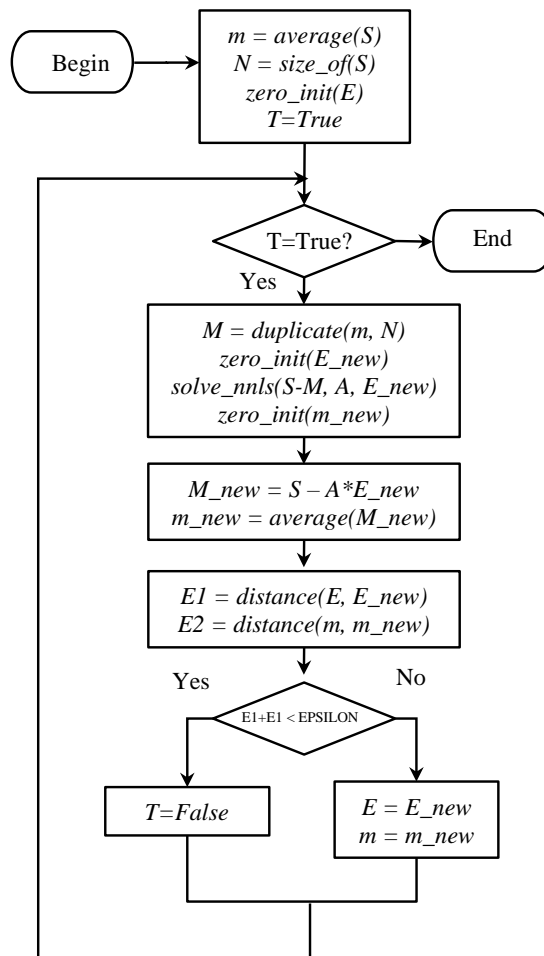 Begin
m = average(S)
N = size_of(S)
zero_init(E)
T=True
T=True?
End
Yes
M = duplicate(m, N)
zero_init(E_new)
solve_nnls(S-M, A, E_new)
zero_init(m_new)
M_new = S – A*E_new
m_new = average(M_new)
E1 = distance(E, E_new)
E2 = distance(m, m_new)
Yes
No
E1+E1 < EPSILON
T=False
E = E_new
m = m_new